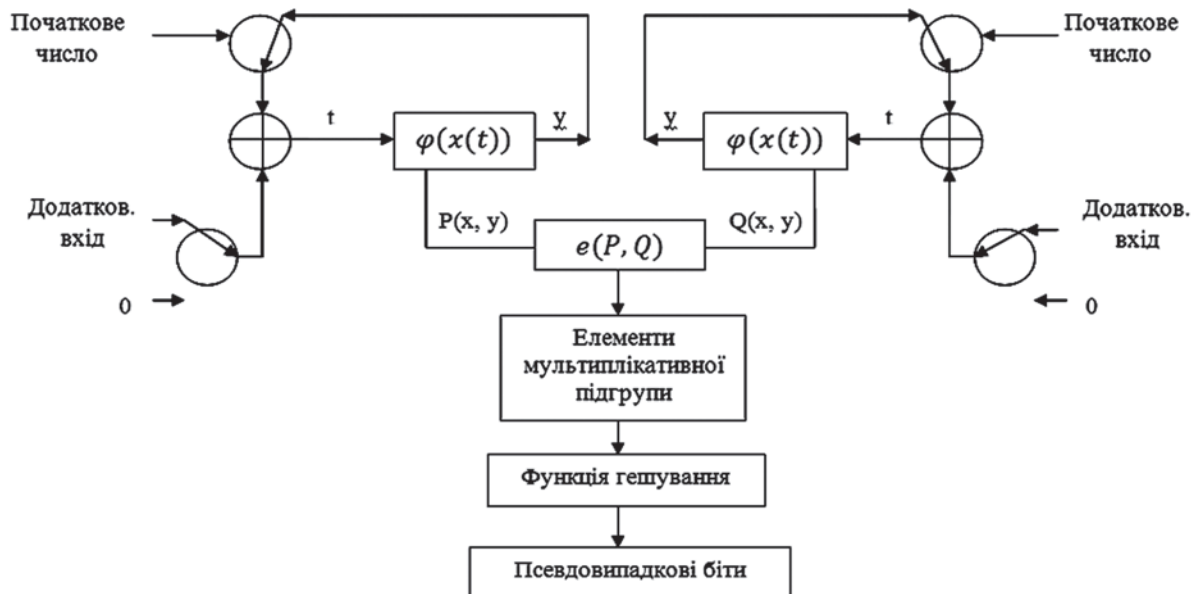 Початкове
число
Початкове
число
t
φ(x(t))
y
y
φ(x(t))
t
Додатков.
вхід
P(x, y)
e(P, Q)
Q(x, y)
Додатков.
вхід
0
0
Елементи
мультиплікативної
підгрупи
Функція гешування
Псевдовипадкові біти